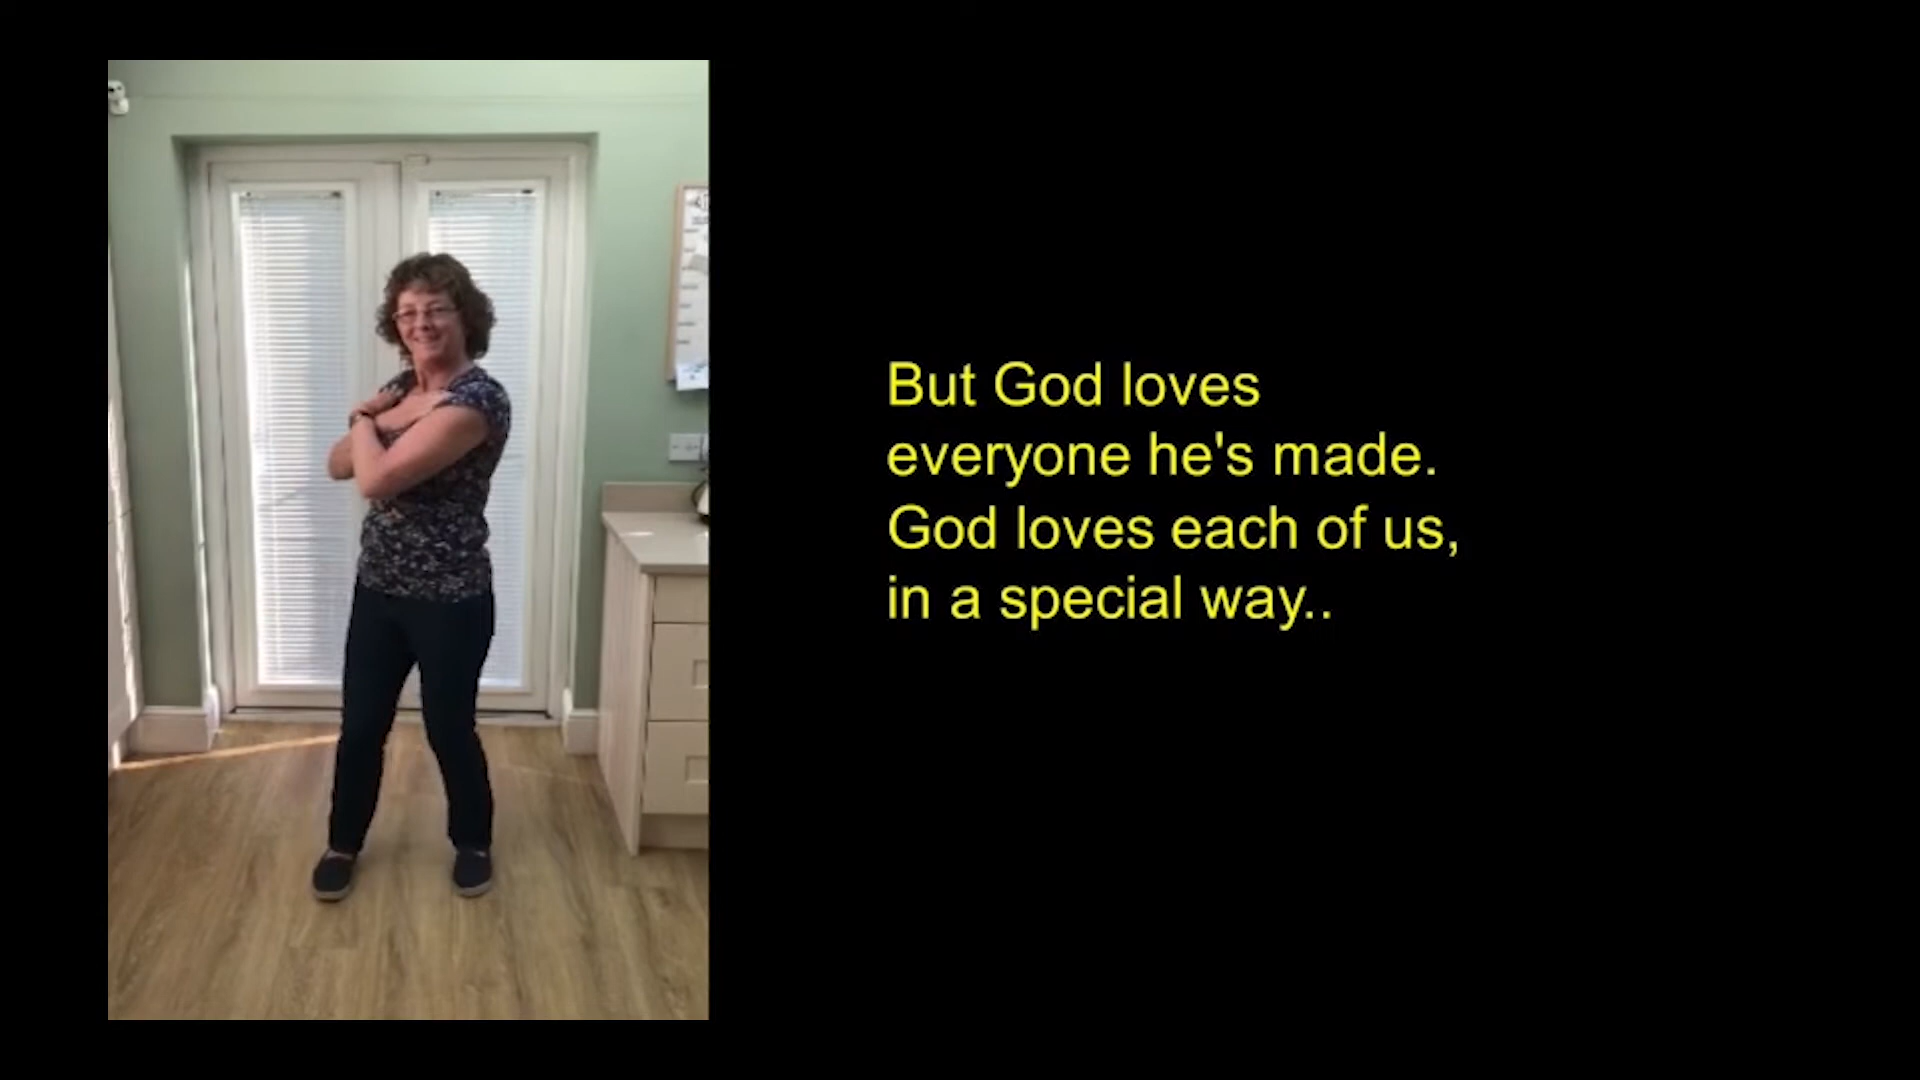 But God loves
everyone he's made.
God loves each of us,
in a special way..